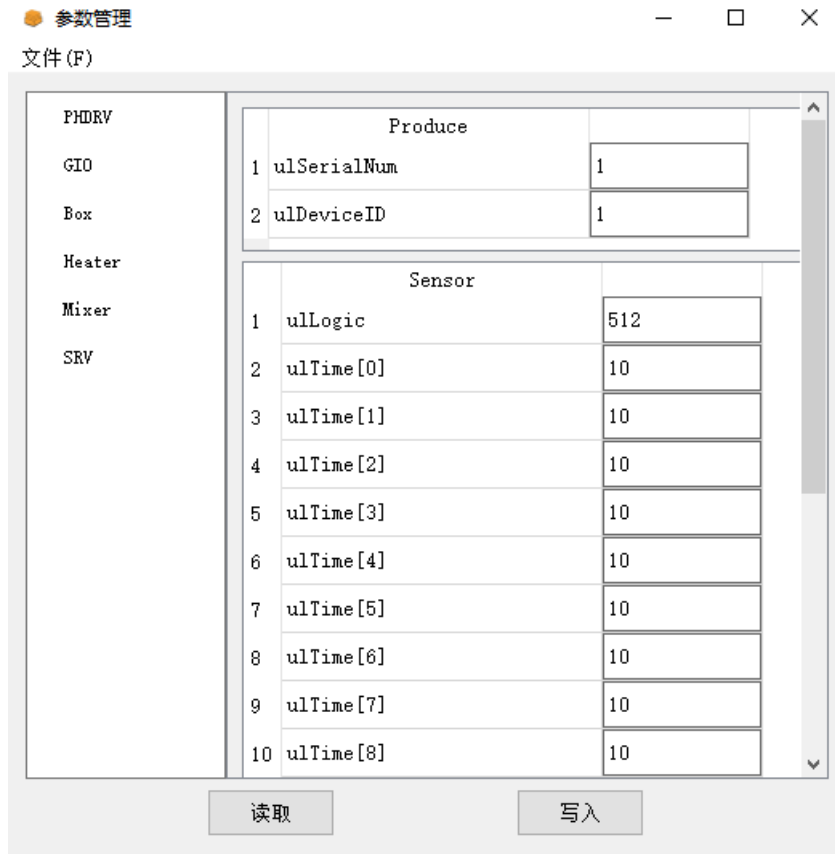 参数管理
文件(F)
PHDRV
GIO
Box
Heater
Mixer
SRV
Produce
1 ulSerialNum 1
2 ulDeviceID 1
Sensor
1 ulLogic 512
2 ulTime[0] 10
3 ulTime[1] 10
4 ulTime[2] 10
5 ulTime[3] 10
6 ulTime[4] 10
7 ulTime[5] 10
8 ulTime[6] 10
9 ulTime[7] 10
10 ulTime[8] 10
读取 写入